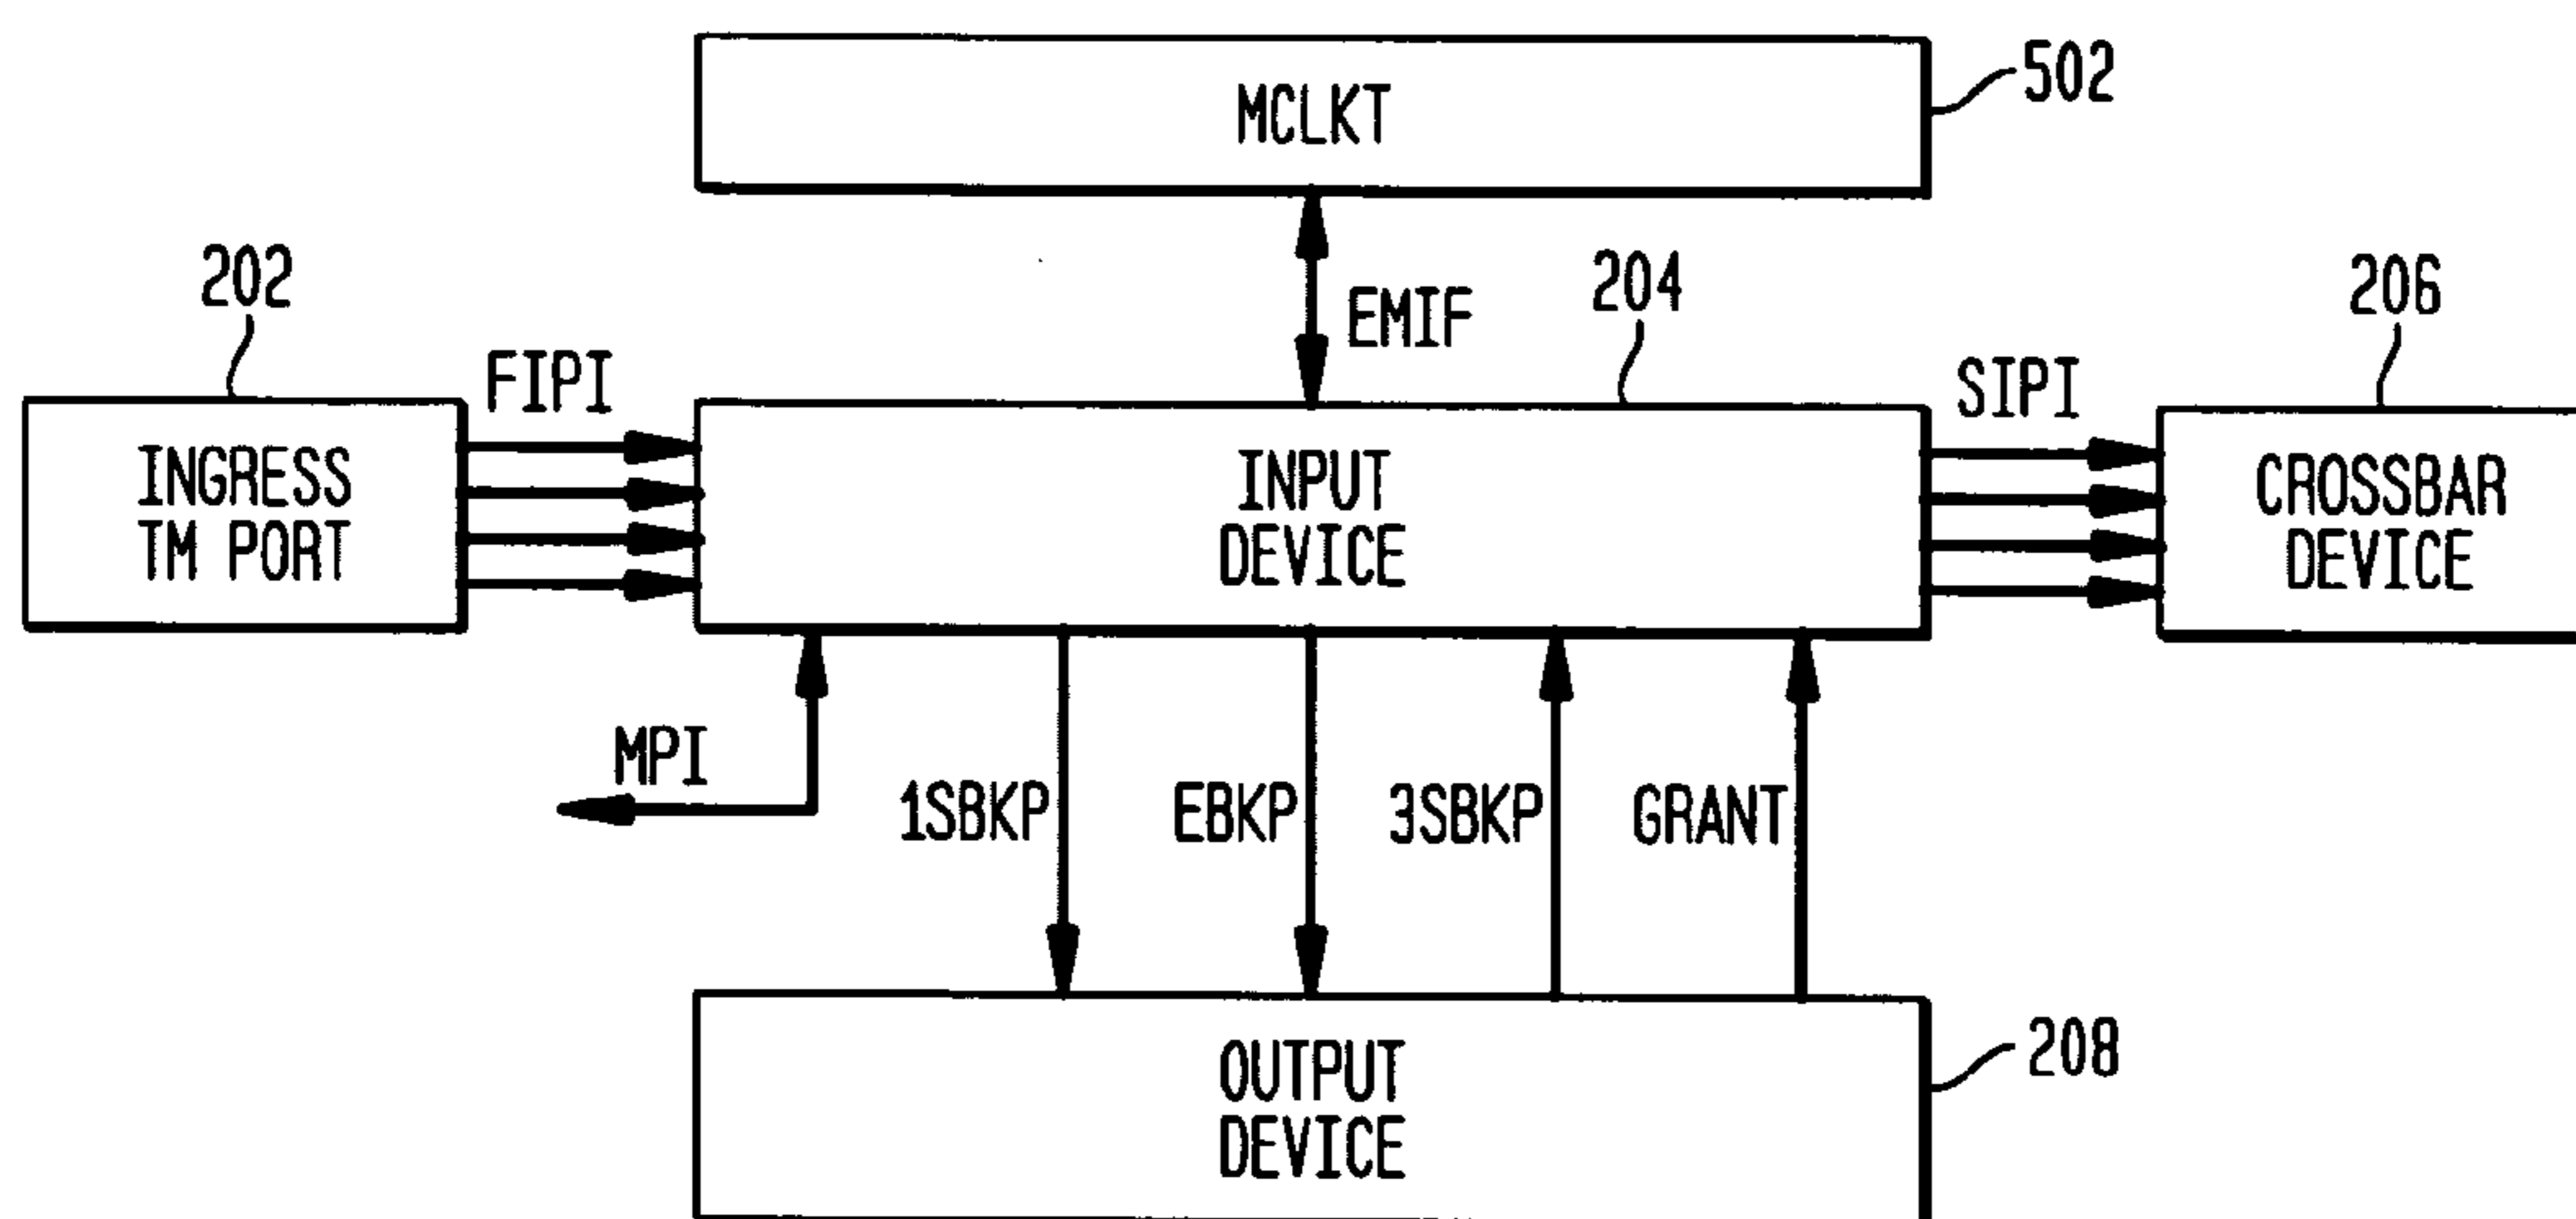 MCLKT
502
202
EMIF
204
206
FIPI
SIPI
INGRESS
TM PORT
INPUT
DEVICE
CROSSBAR
DEVICE
MPI
1SBKP
EBKP
3SBKP
GRANT
OUTPUT
DEVICE
208